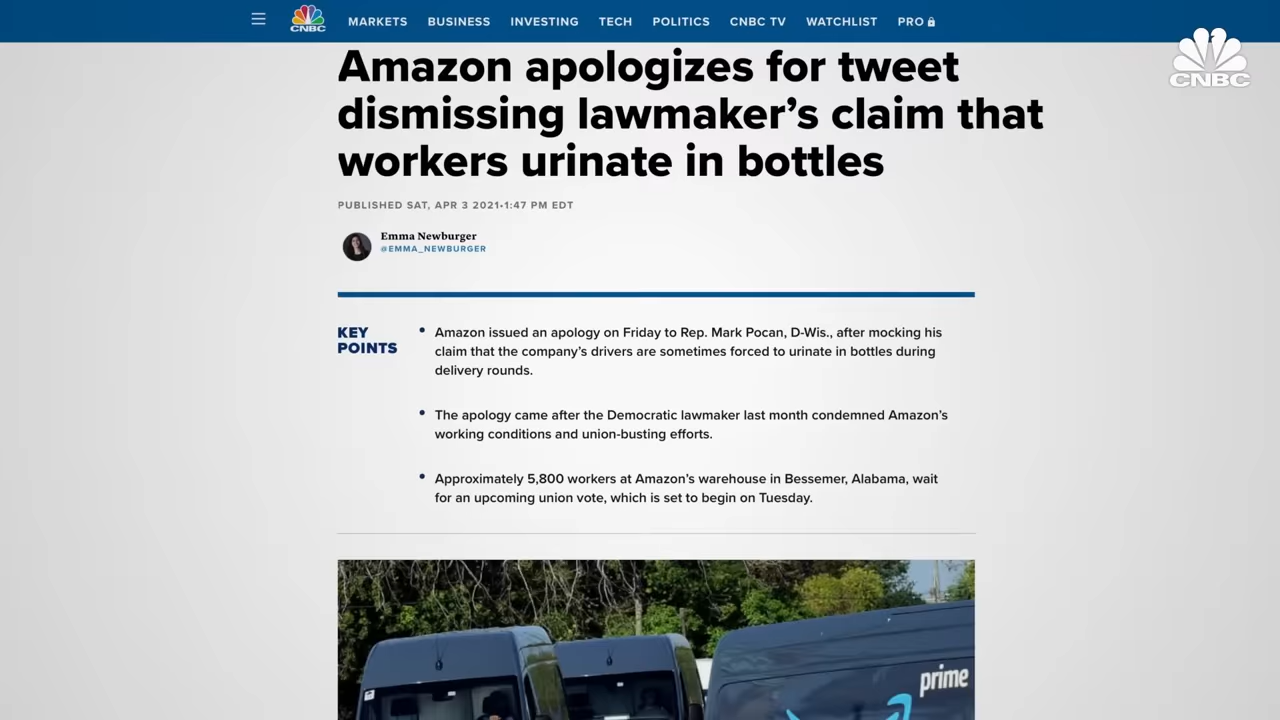 MARKETS BUSINESS INVESTING TECH POLITICS CNBC TV WATCHLIST PRO
CNBC
CNBC
Amazon apologizes for tweet
dismissing lawmaker’s claim that
workers urinate in bottles
PUBLISHED SAT, APR 3 2021•1:47 PM EDT
Emma Newburger
@EMMA_NEWBURGER
KEY
POINTS
• Amazon issued an apology on Friday to Rep. Mark Pocan, D-Wis., after mocking his
claim that the company’s drivers are sometimes forced to urinate in bottles during
delivery rounds.
• The apology came after the Democratic lawmaker last month condemned Amazon’s
working conditions and union-busting efforts.
• Approximately 5,800 workers at Amazon’s warehouse in Bessemer, Alabama, wait
for an upcoming union vote, which is set to begin on Tuesday.
prime